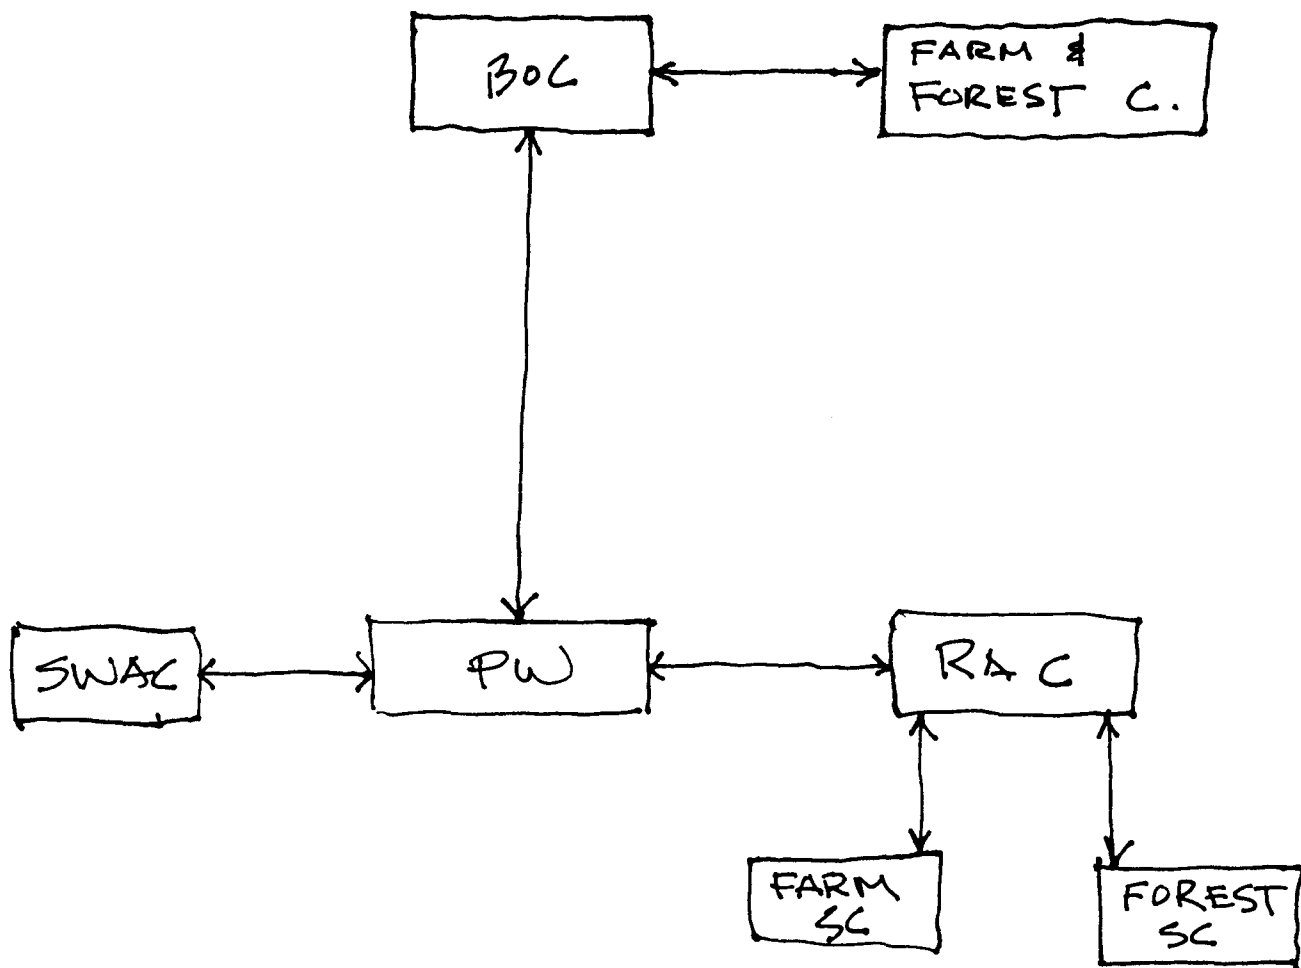 BOC
FARM &
FOREST C.
SWAC
PW
RAC
FARM
SC
FOREST
SC